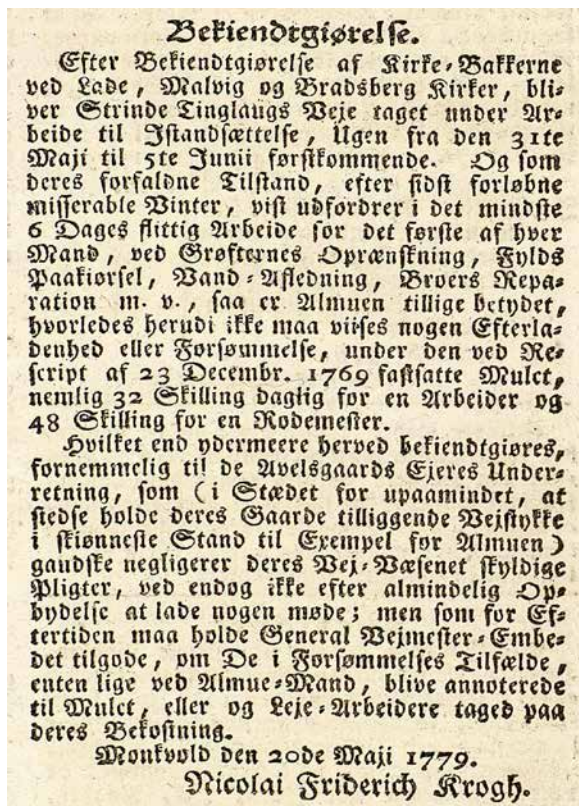 Bekiendtgiørelse.
Efter Bekiendtgiørelse af Kirke-Bakkerne
ved Lade, Malvig og Bradsberg Kirker, bli-
ver Strinde Tinglaugs Veje taget under Ar-
beide til Istandsættelse, Ugen fra den 31te
Maji til 5te Junii førstkommende. Og som
deres forfaldne Tilstand, efter sidst forløbne
misserable Vinter, vist udfordrer i det mindste
6 Dages flittig Arbeide for det første af hver
Mand, ved Grøfternes Oprænskning, Fylds
Paakiørsel, Vand-Afledning, Broers Repa-
ration m. v., saa er Almuen tillige betydet,
hvorledes herudi ikke maa viises nogen Efterla-
denhed eller Forsømmelse, under den ved Re-
script af 23 Decembr. 1769 fastsatte Mulct,
nemlig 32 Skilling daglig for en Arbeider og
48 Skilling for en Rodemester.
Hvilket end ydermeere herved bekiendtgiøres,
fornemmelig til de Avelsgaards Ejeres Under-
retning, som (i Stædet for upaamindet, at
stedse holde deres Gaarde tilliggende Vejstykke
i skiønneste Stand til Exempel for Almuen)
gandske negligerer deres Vej-Væsenet skyldige
Pligter, ved endog ikke efter almindelig Op-
bydelse at lade nogen møde; men som for Ef-
tertiden maa holde General Vejmester-Embe-
det tilgode, om De i Forsømmelses Tilfælde,
enten lige ved Almue-Mand, blive annoterede
til Mulct, eller og Leje-Arbeidere taged paa
deres Bekostning.
Monkvold den 20de Maji 1779.
Nicolai Friderich Krogh.